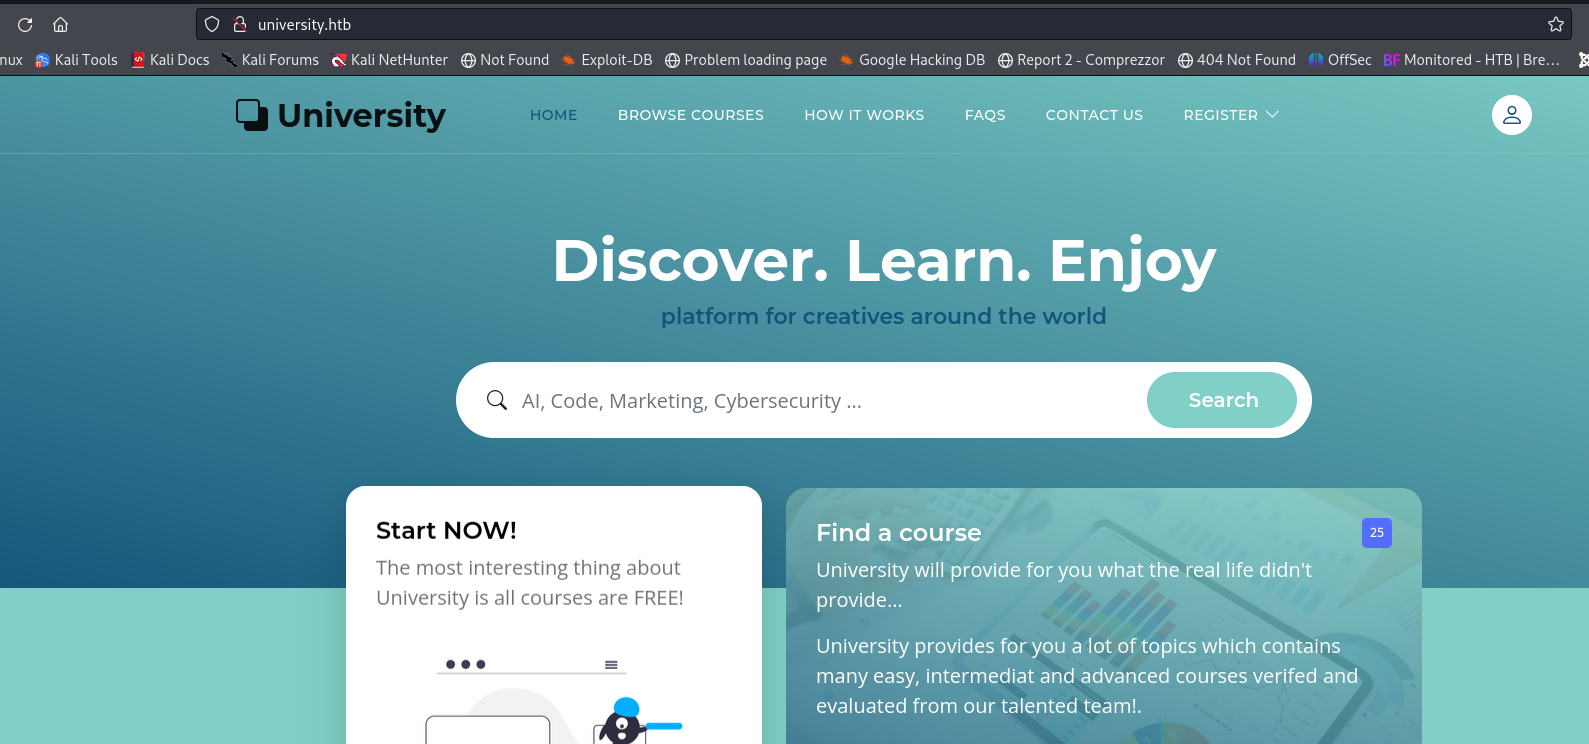 university.htb
nux Kali Tools Kali Docs Kali Forums Kali NetHunter Not Found Exploit-DB Problem loading page Google Hacking DB Report 2 - Comprezzor 404 Not Found OffSec BF Monitored - HTB | Bre...
University HOME BROWSE COURSES HOW IT WORKS FAQS CONTACT US REGISTER
Discover. Learn. Enjoy
platform for creatives around the world
AI, Code, Marketing, Cybersecurity ... Search
Start NOW!
The most interesting thing about
University is all courses are FREE!
Find a course 25
University will provide for you what the real life didn't
provide...
University provides for you a lot of topics which contains
many easy, intermediat and advanced courses verifed and
evaluated from our talented team!.